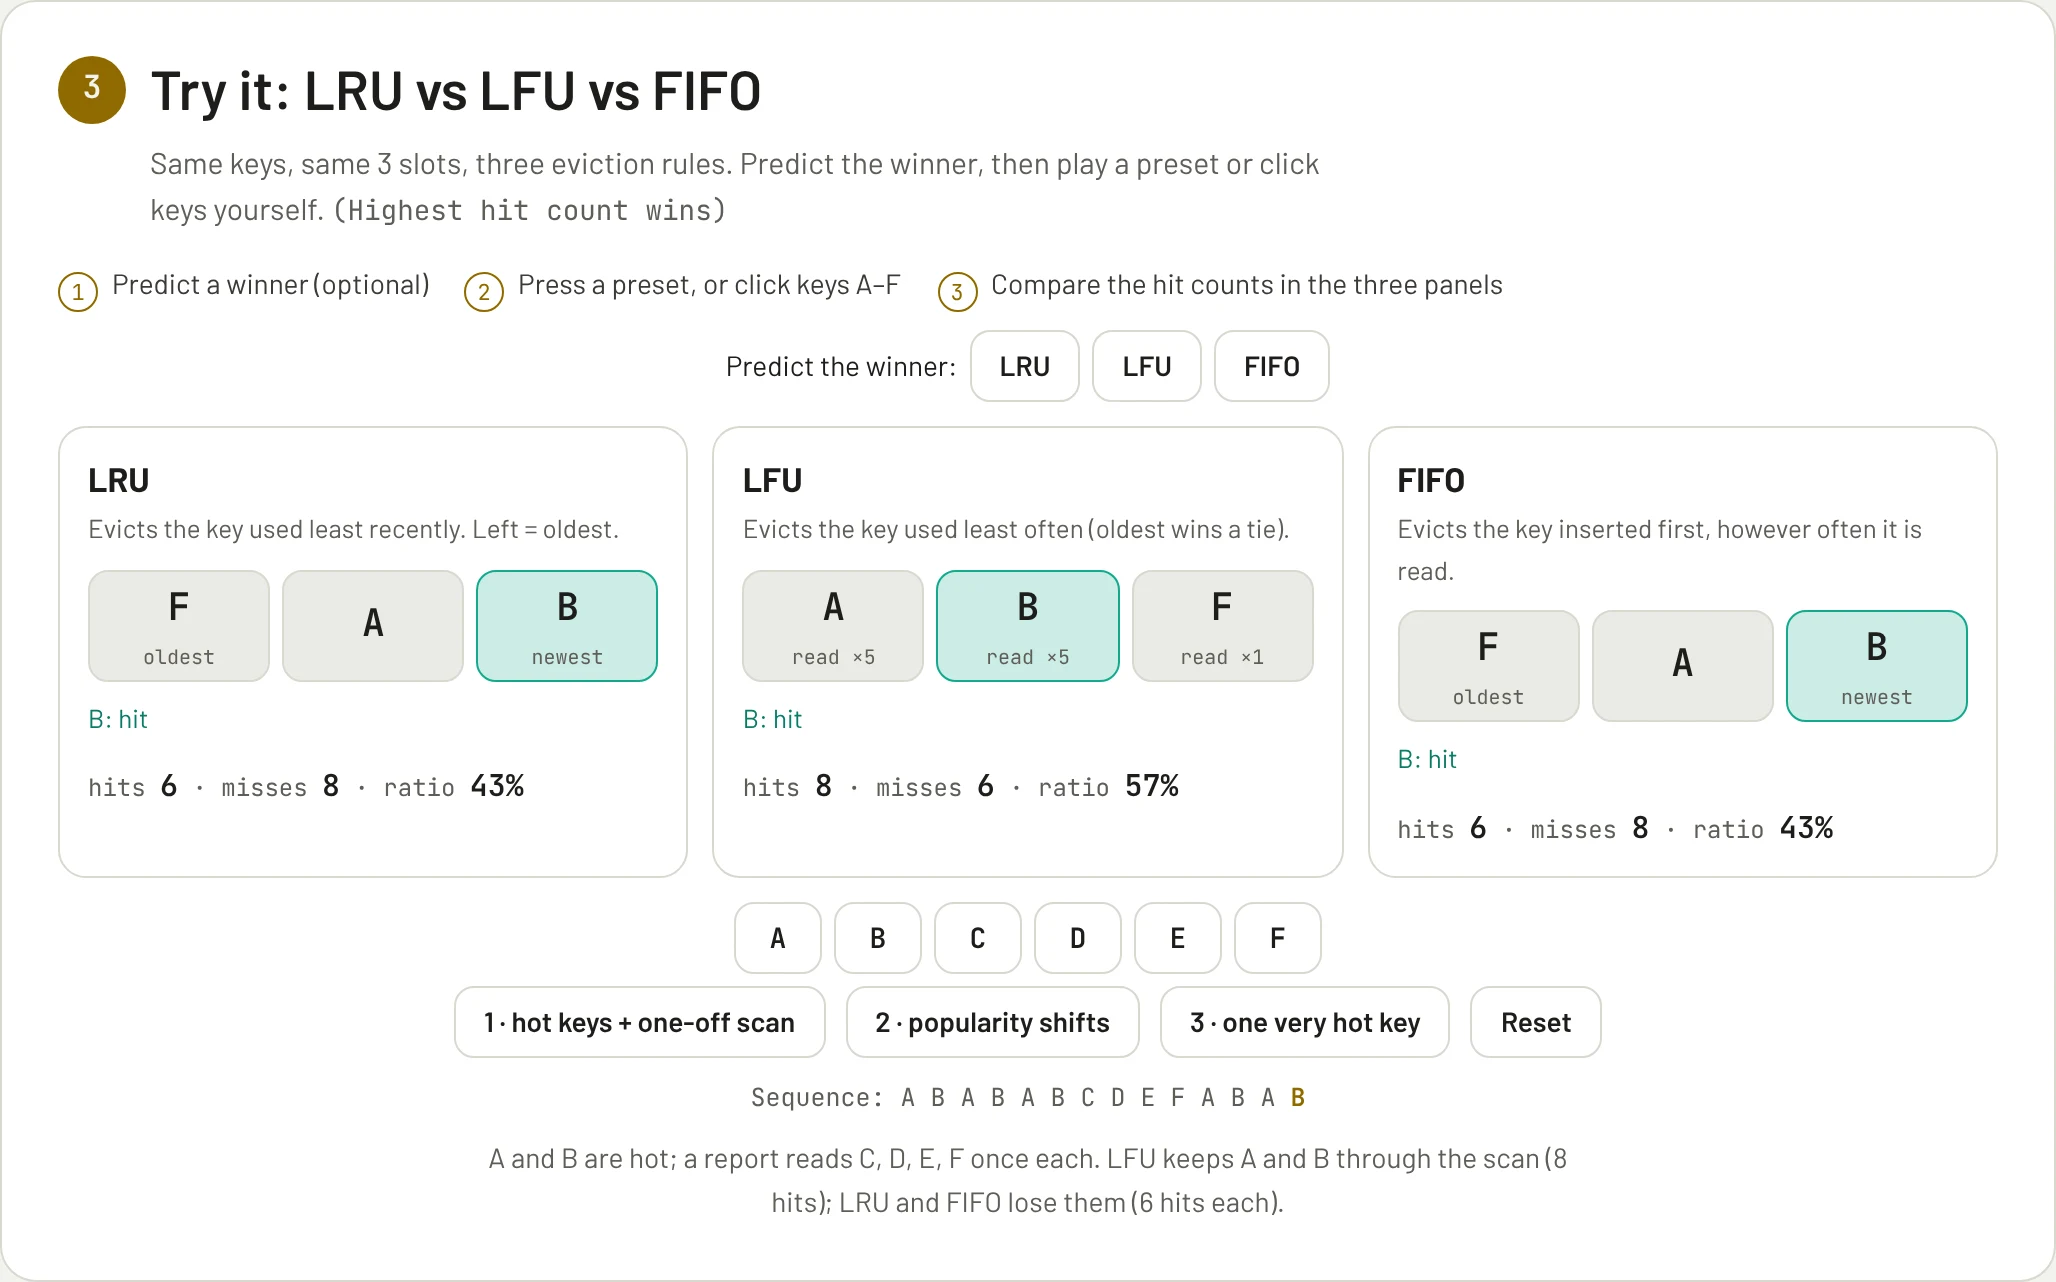 3
Try it: LRU vs LFU vs FIFO
Same keys, same 3 slots, three eviction rules. Predict the winner, then play a preset or click
keys yourself. (Highest hit count wins)
1 Predict a winner (optional) 2 Press a preset, or click keys A–F 3 Compare the hit counts in the three panels
Predict the winner: LRU LFU FIFO
LRU
Evicts the key used least recently. Left = oldest.
F A B
oldest newest
B: hit
hits 6 · misses 8 · ratio 43%
LFU
Evicts the key used least often (oldest wins a tie).
A B F
read ×5 read ×5 read ×1
B: hit
hits 8 · misses 6 · ratio 57%
FIFO
Evicts the key inserted first, however often it is
read.
F A B
oldest newest
B: hit
hits 6 · misses 8 · ratio 43%
A B C D E F
1 · hot keys + one-off scan 2 · popularity shifts 3 · one very hot key Reset
Sequence: A B A B A B C D E F A B A B
A and B are hot; a report reads C, D, E, F once each. LFU keeps A and B through the scan (8
hits); LRU and FIFO lose them (6 hits each).